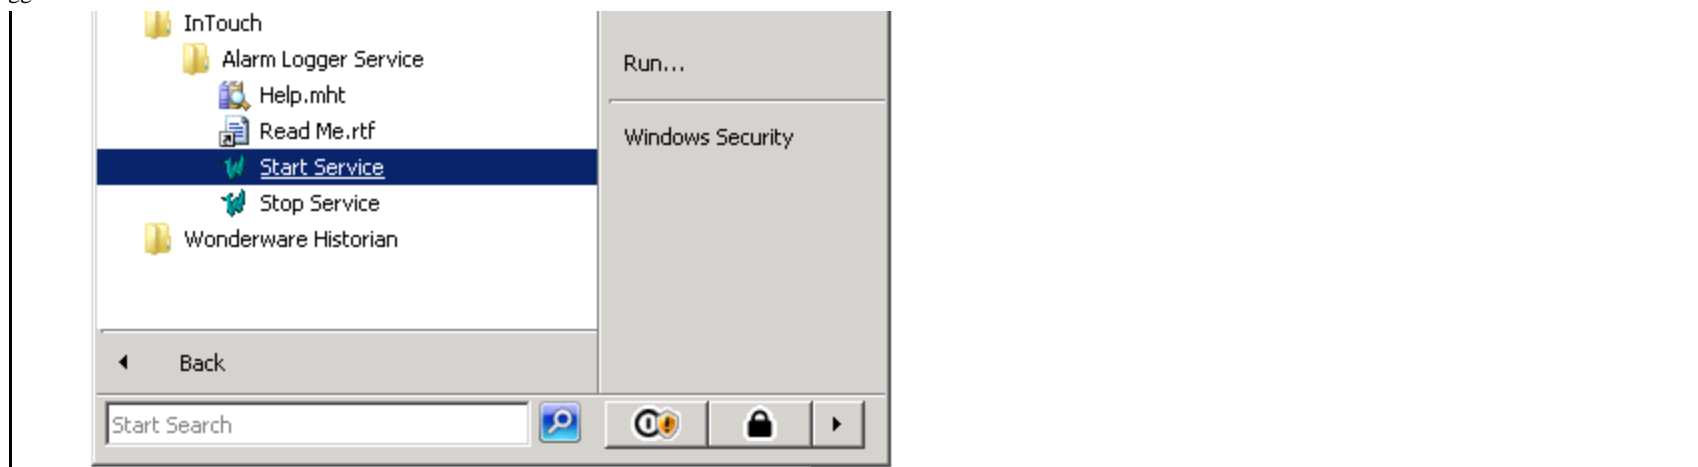 InTouch
Alarm Logger Service
Help.mht
Read Me.rtf
Start Service
Stop Service
Wonderware Historian
Back
Start Search
Run...
Windows Security